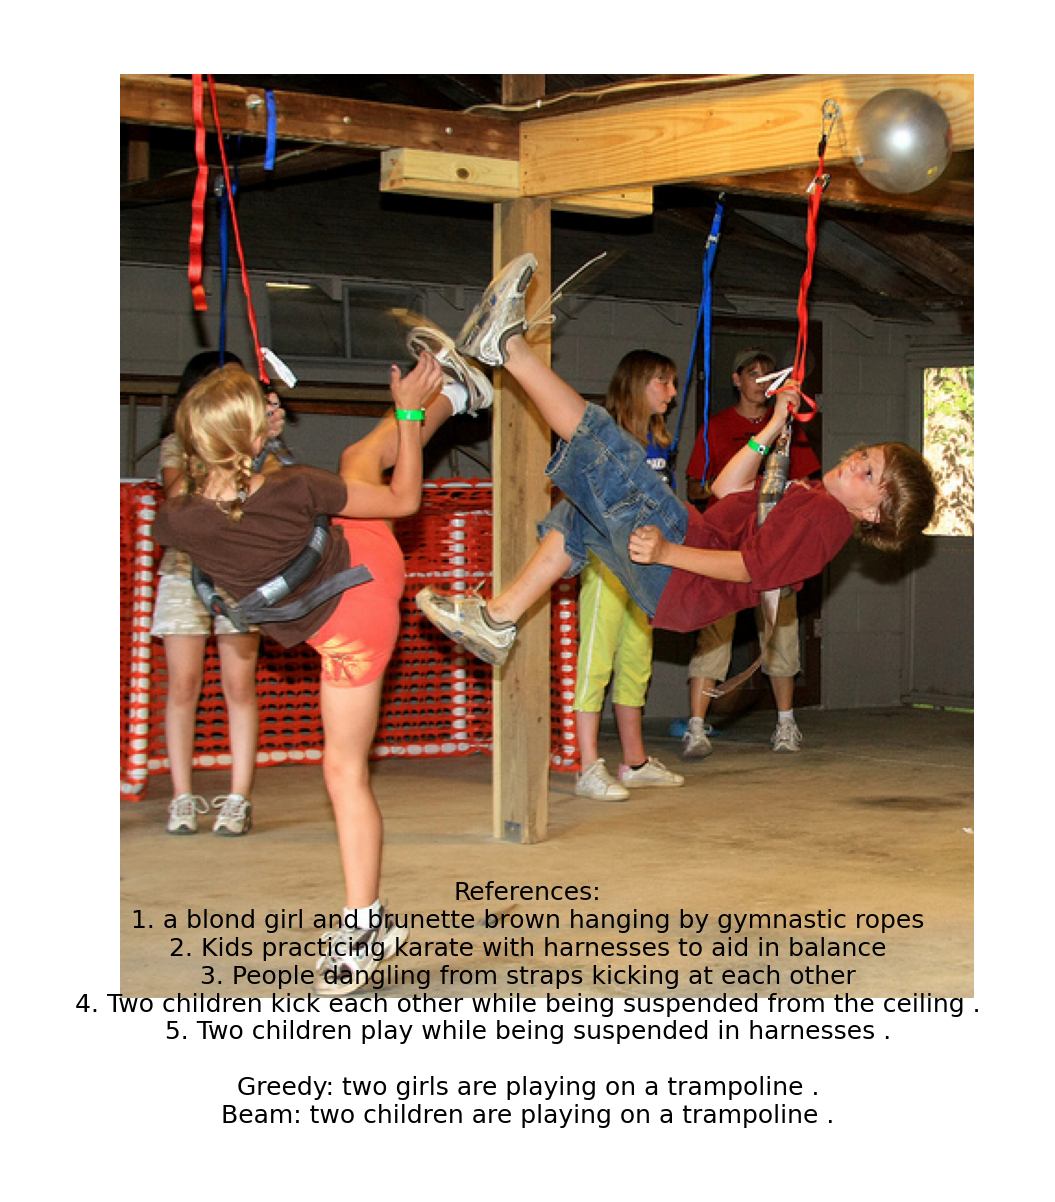 References:
1. a blond girl and brunette brown hanging by gymnastic ropes
2. Kids practicing karate with harnesses to aid in balance
3. People dangling from straps kicking at each other
4. Two children kick each other while being suspended from the ceiling .
5. Two children play while being suspended in harnesses .
Greedy: two girls are playing on a trampoline .
Beam: two children are playing on a trampoline .